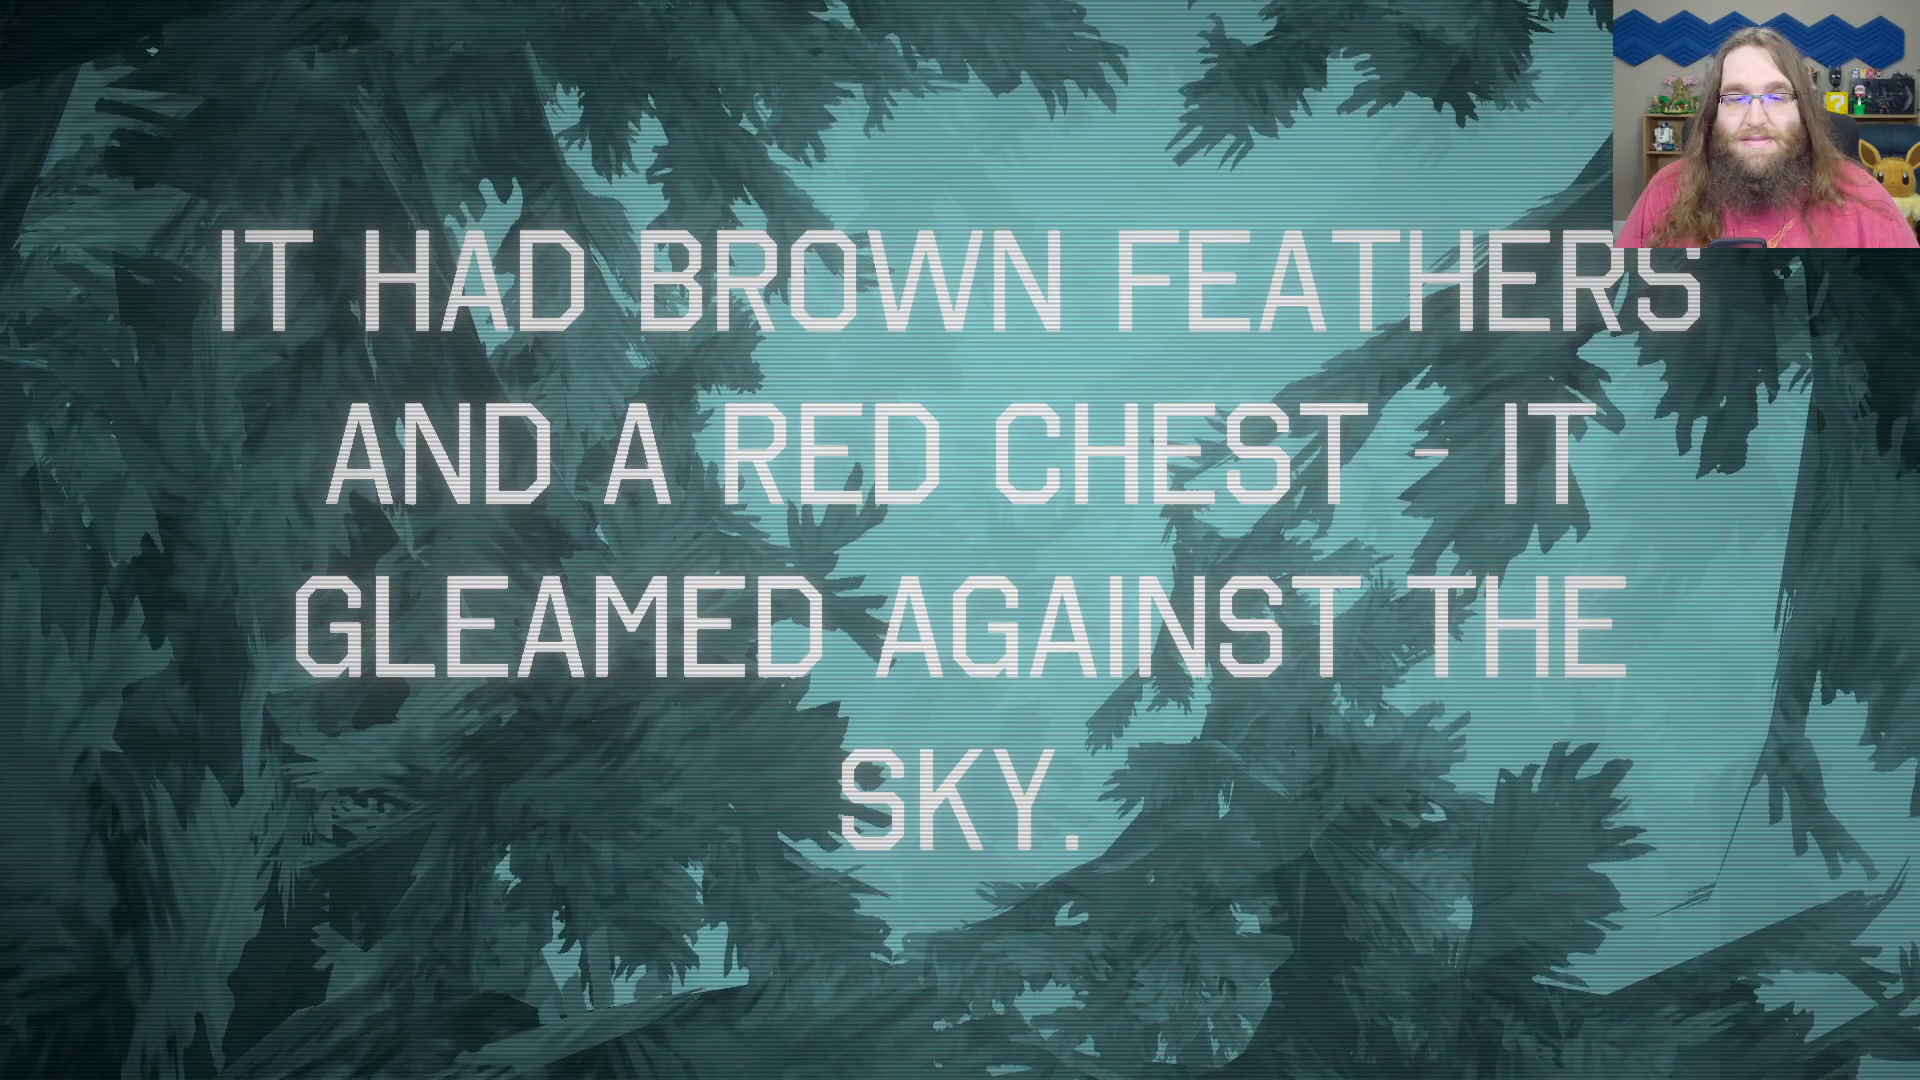 IT HAD BROWN FEATHERS
AND A RED CHEST - IT
GLEAMED AGAINST THE
SKY.